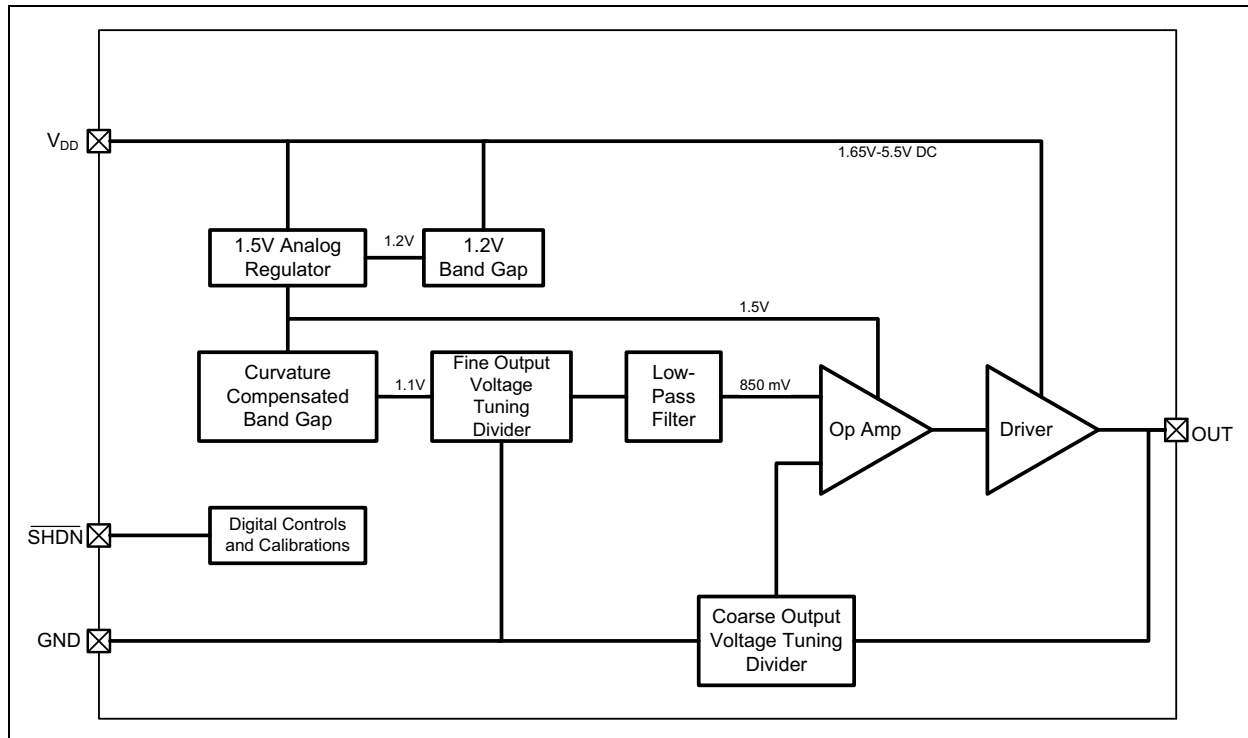 V_DD
1.65V-5.5V DC
1.5V Analog
Regulator
1.2V
1.2V
Band Gap
1.5V
Curvature
Compensated
Band Gap
1.1V
Fine Output
Voltage
Tuning
Divider
Low-
Pass
Filter
850 mV
Op Amp
Driver
OUT
SHDN
Digital Controls
and Calibrations
GND
Coarse Output
Voltage Tuning
Divider